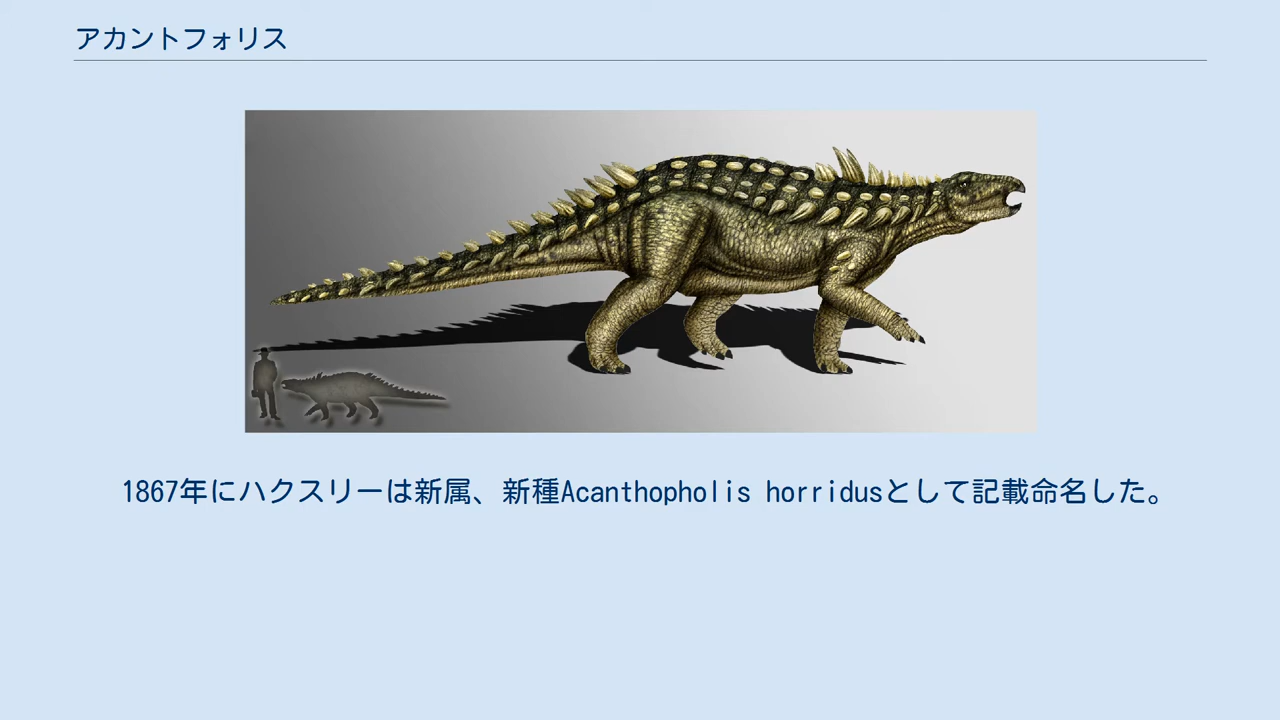 アカントフォリス
1867年にハクスリーは新属、新種Acanthopholis horridusとして記載命名した。